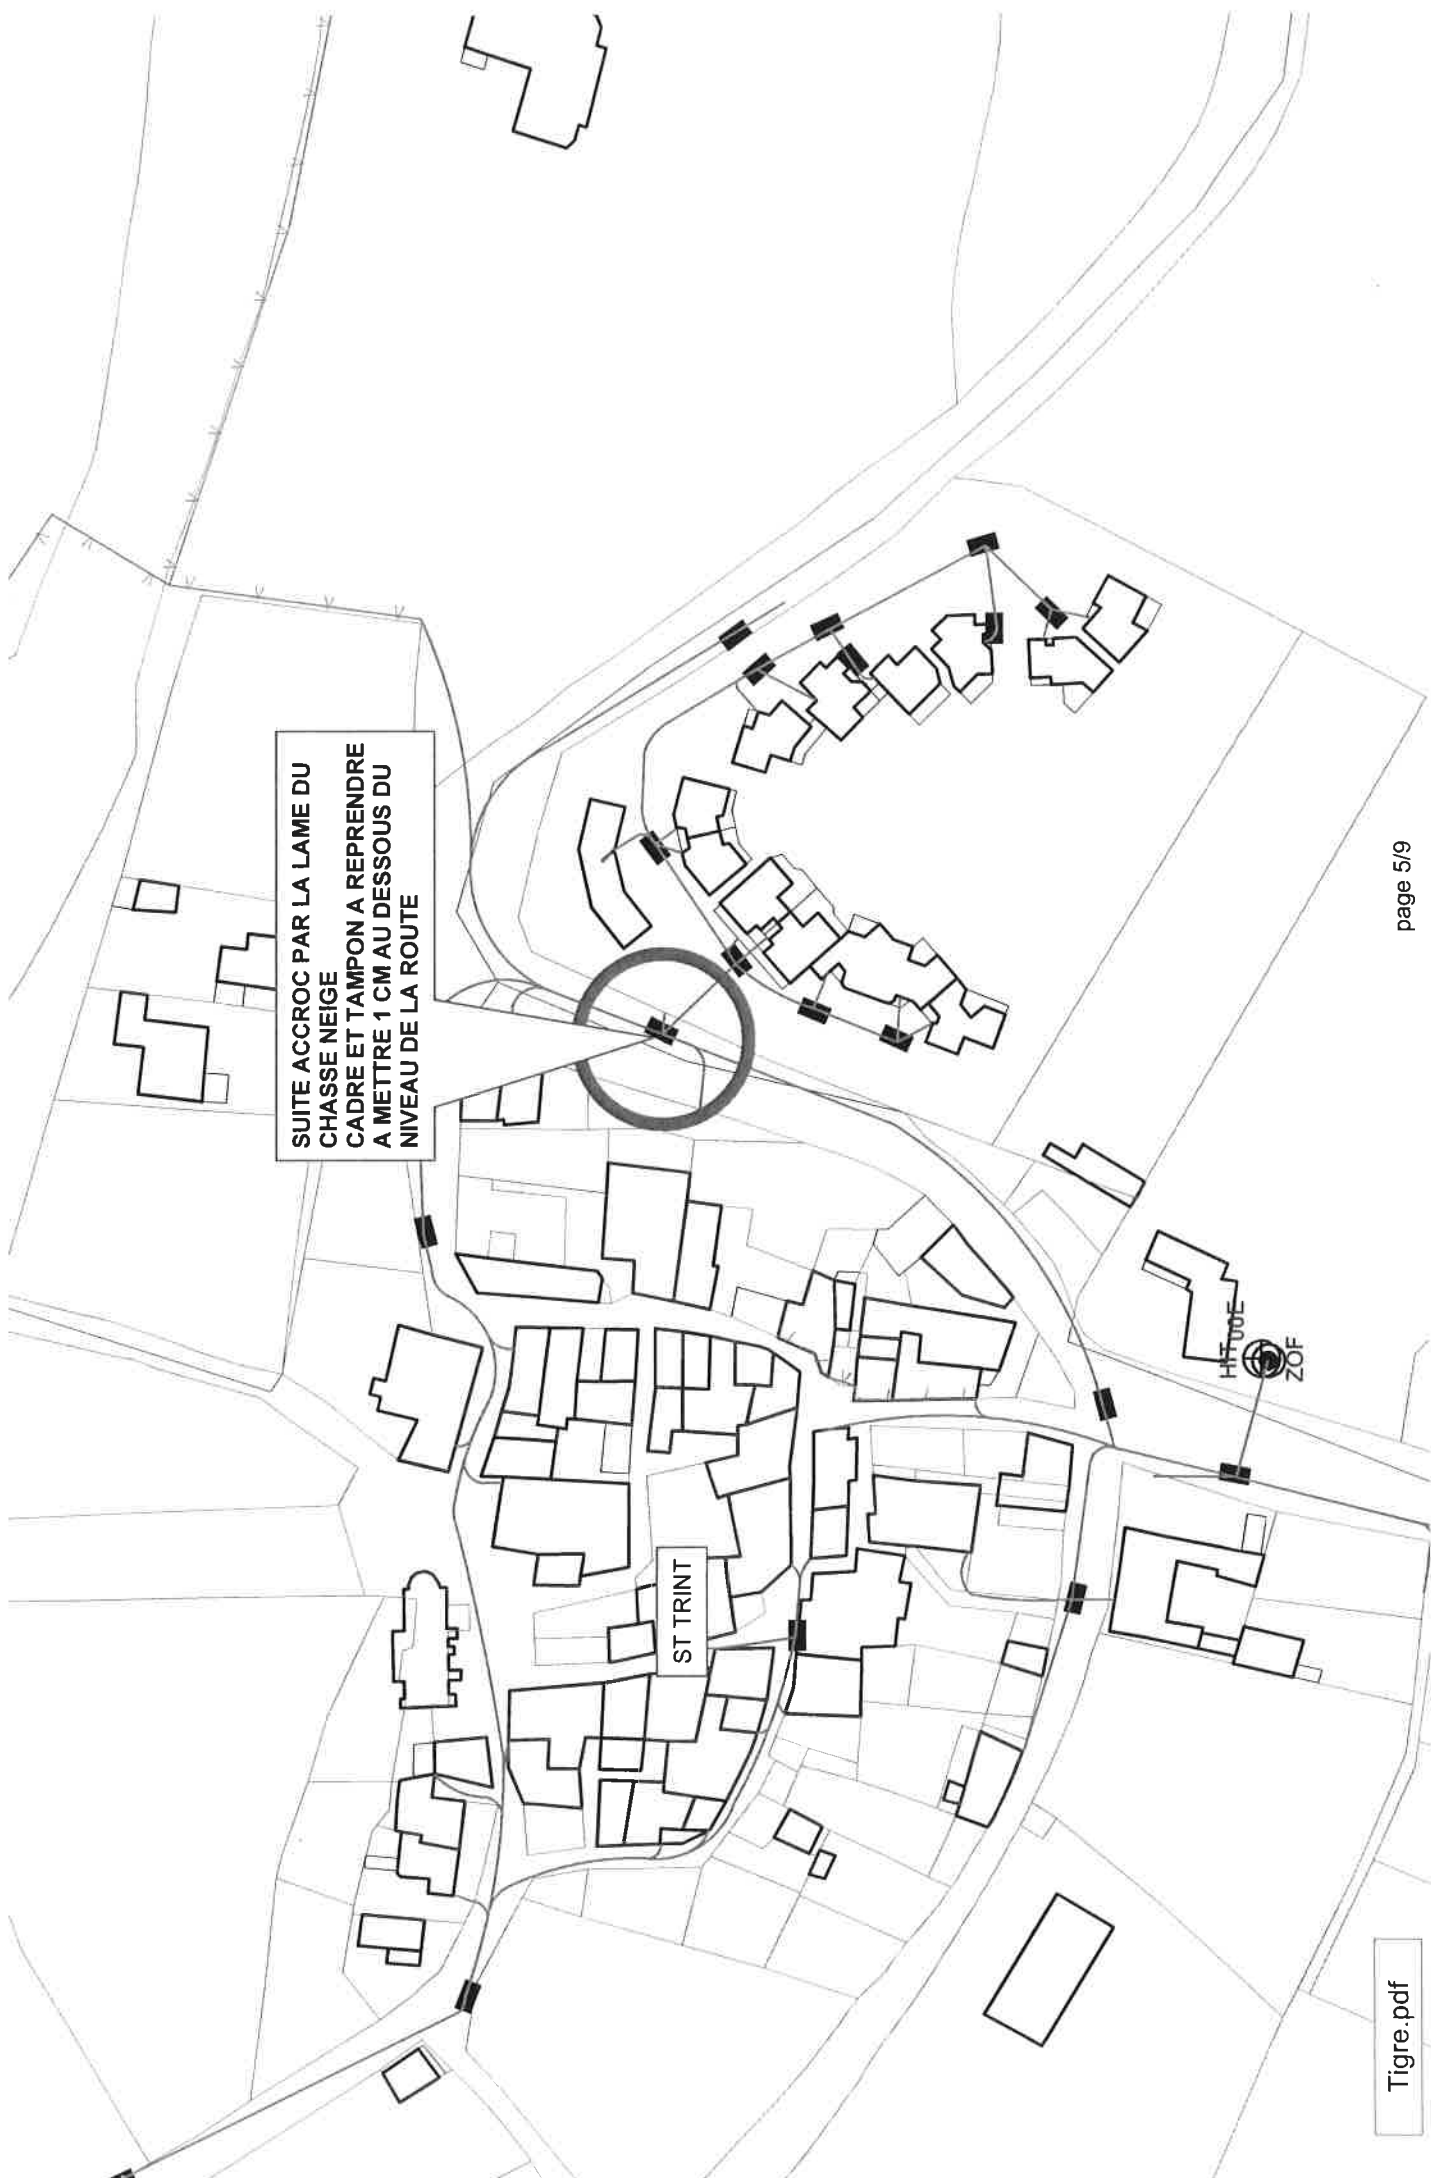 SUITE ACCROC PAR LA LAME DU
CHASSE NEIGE
CADRE ET TAMPON A REPRENDRE
A METTRE 1 CM AU DESSOUS DU
NIVEAU DE LA ROUTE
ST TRINT
ZOF
page 5/9
Tigre.pdf